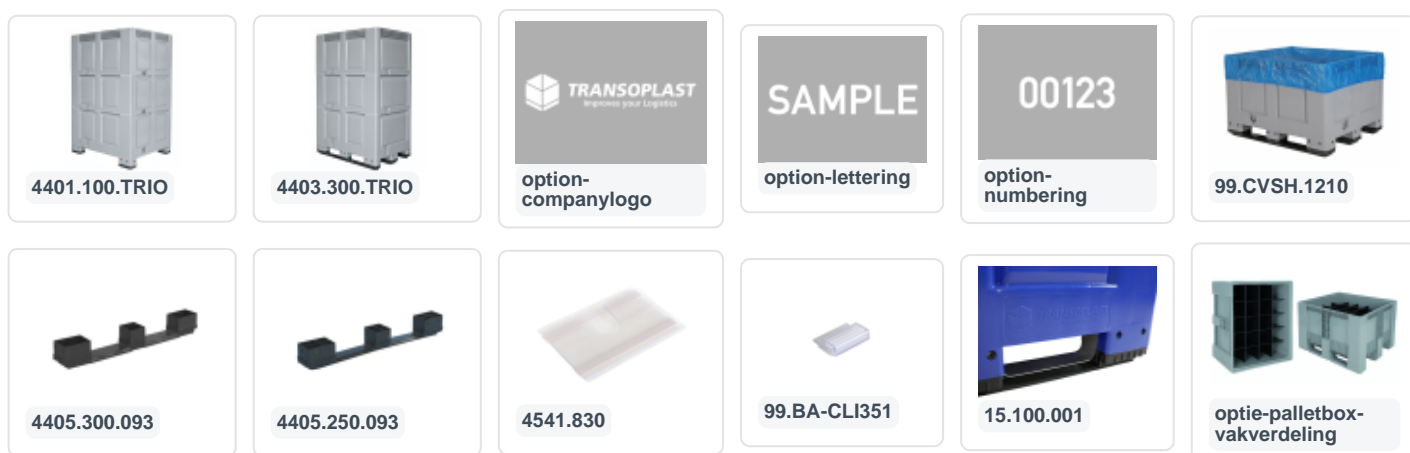 TRANSOPLAST
Improves your Logistics
SAMPLE
00123
4401.100.TRIO
4403.300.TRIO
option-
companylogo
option-lettering
option-
numbering
99.CVSH.1210
4405.300.093
4405.250.093
4541.830
99.BA-CLI351
15.100.001
optie-palletbox-
vakverdeling